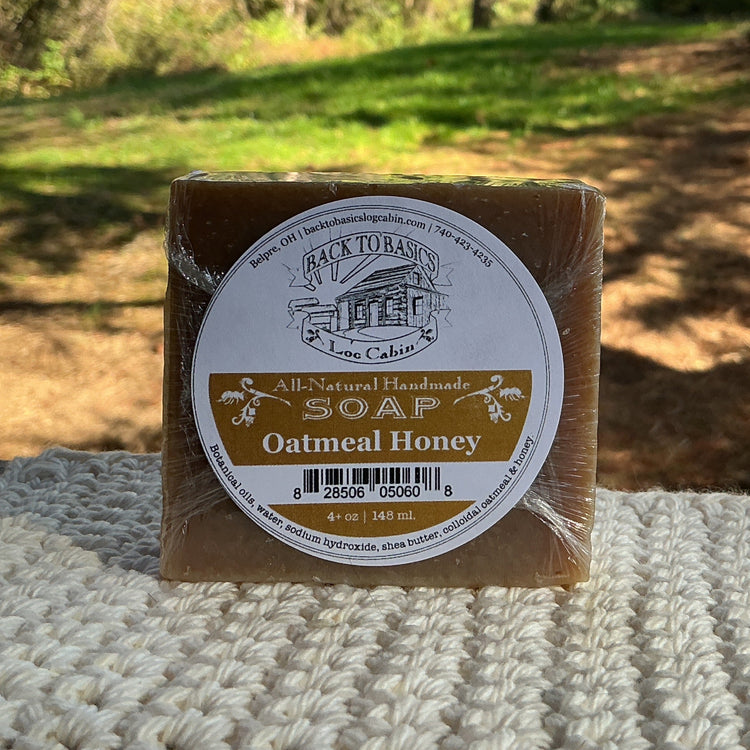 Belpre, OH | backtobasicslogcabin.com | 740-423-4235
BACK TO BASICS
Log Cabin
All-Natural Handmade
SOAP
Oatmeal Honey
8 28506 05060 8
4+ oz | 148 ml.
Botanical oils, water, sodium hydroxide, shea butter, colloidal oatmeal & honey